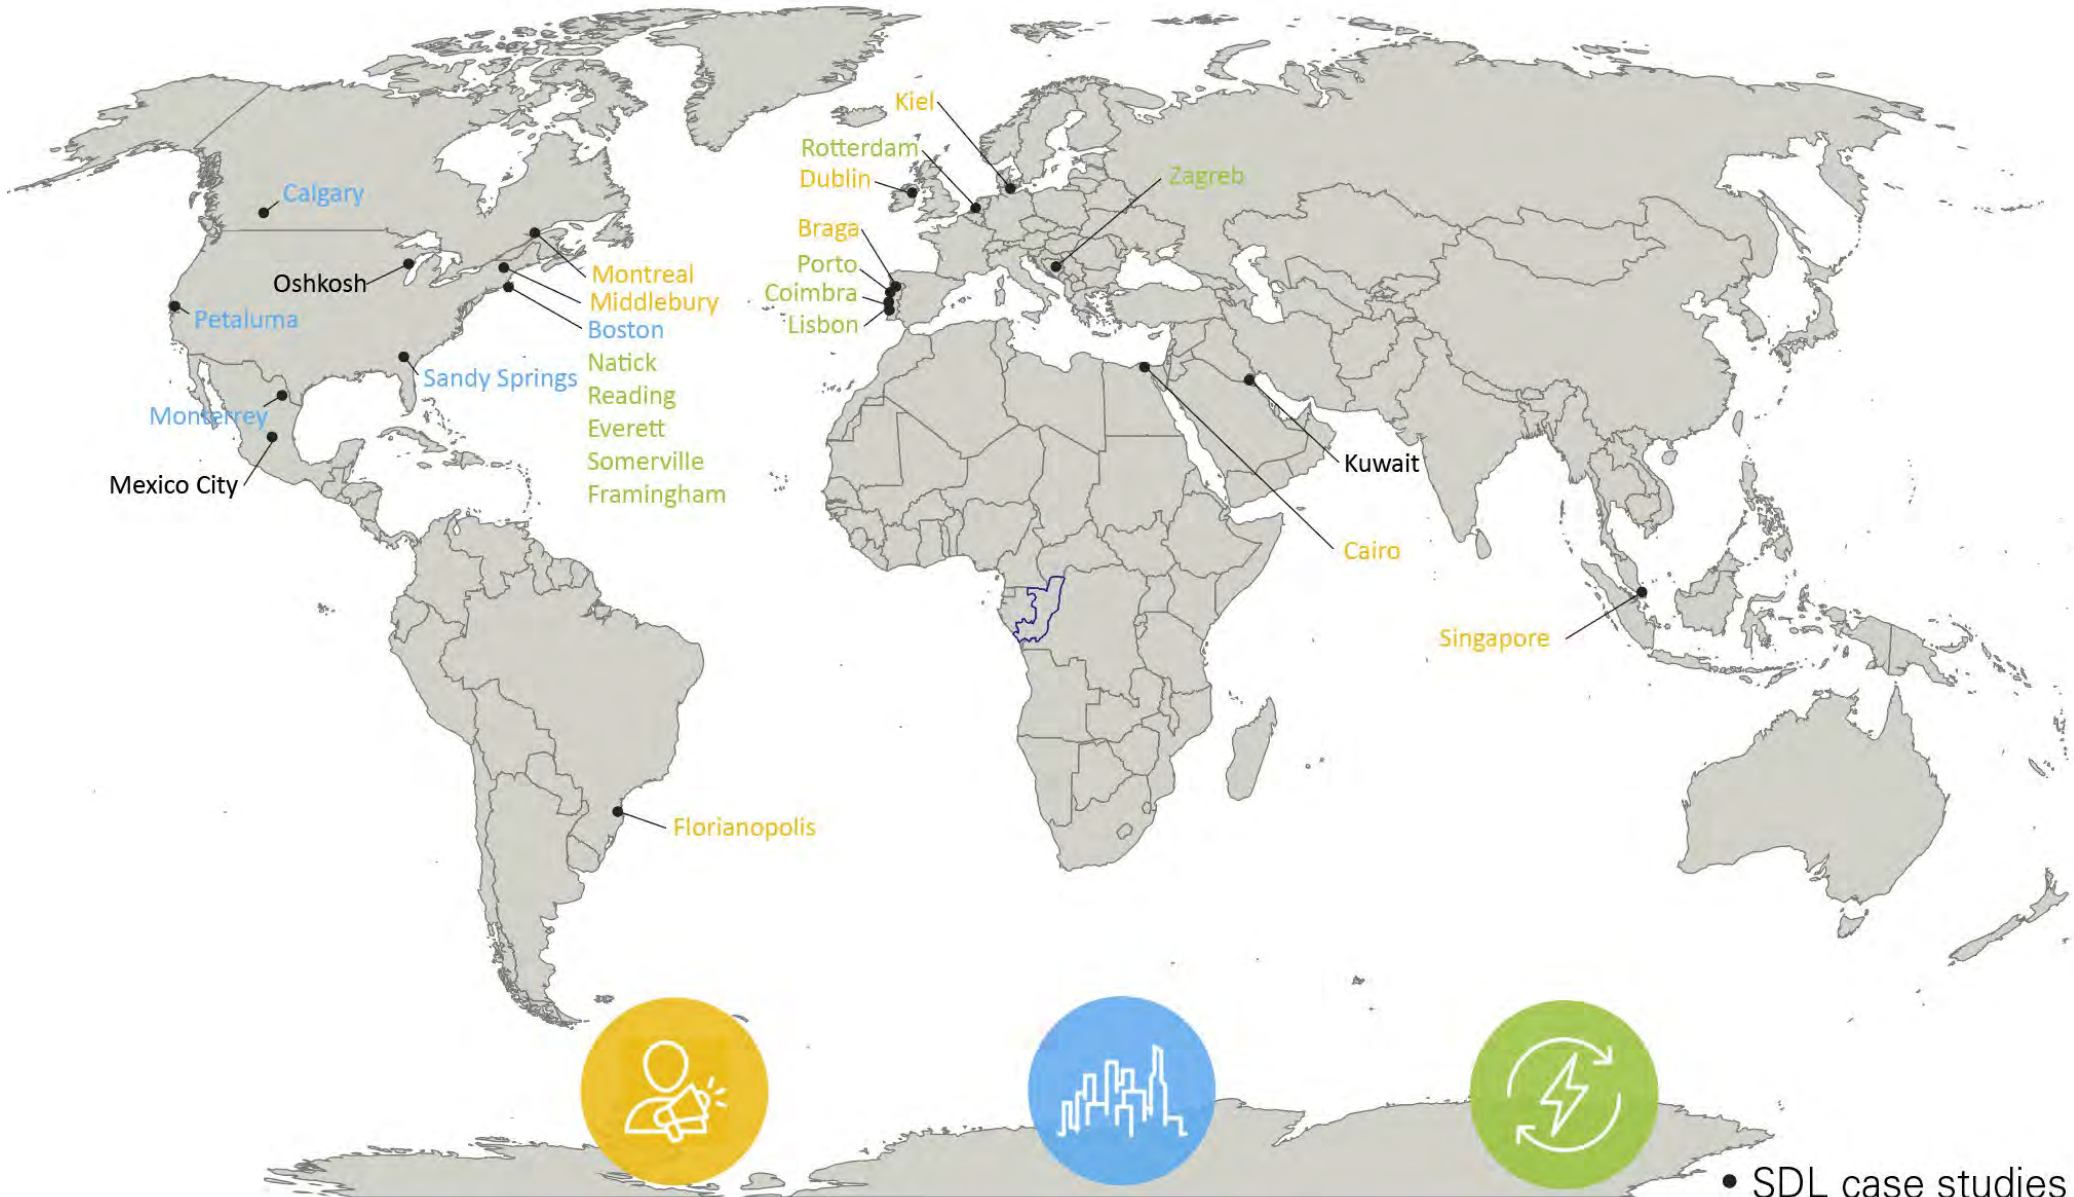 Kiel
Rotterdam
Dublin
Zagreb
Calgary
Braga
Porto
Coimbra
Lisbon
Oshkosh
Montreal
Middlebury
Petaluma
Boston
Natick
Sandy Springs
Reading
Monterrey
Everett
Somerville
Mexico City
Framingham
Kuwait
Cairo
Singapore
Florianopolis
• SDL case studies